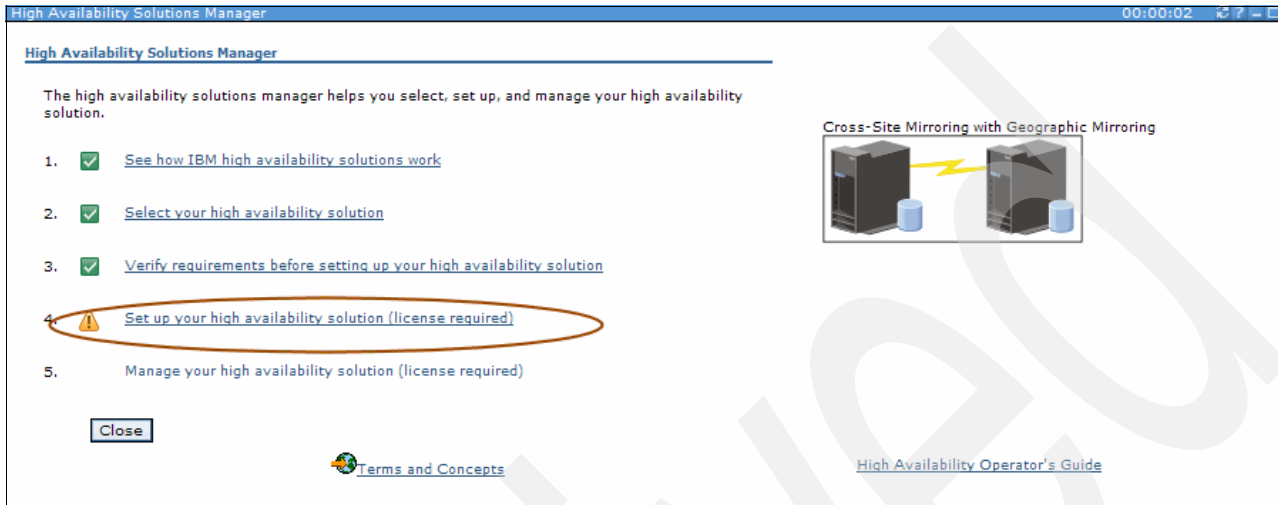 High Availability Solutions Manager 00:00:02 ?
High Availability Solutions Manager
The high availability solutions manager helps you select, set up, and manage your high availability
solution.
Cross-Site Mirroring with Geographic Mirroring
1. See how IBM high availability solutions work
2. Select your high availability solution
3. Verify requirements before setting up your high availability solution
4. Set up your high availability solution (license required)
5. Manage your high availability solution (license required)
Close
Terms and Concepts
High Availability Operator's Guide